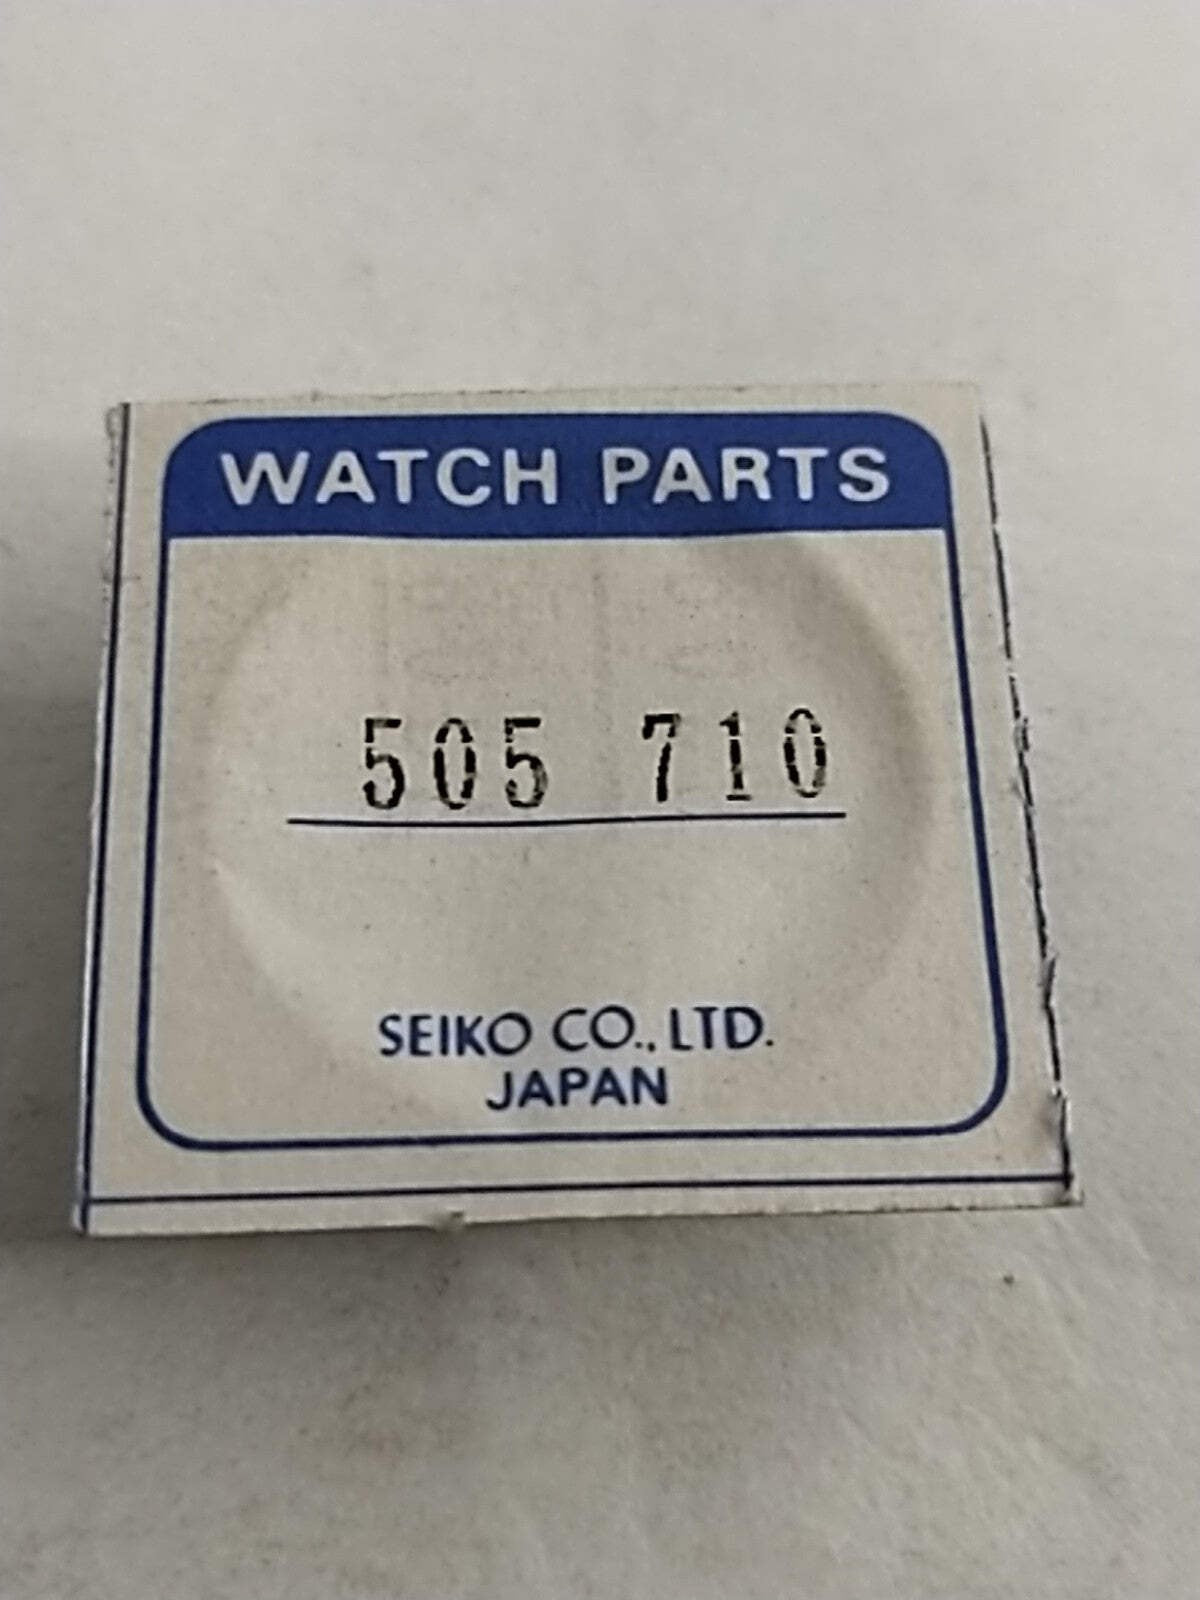 WATCH PARTS
505 710
SEIKO CO., LTD.
JAPAN